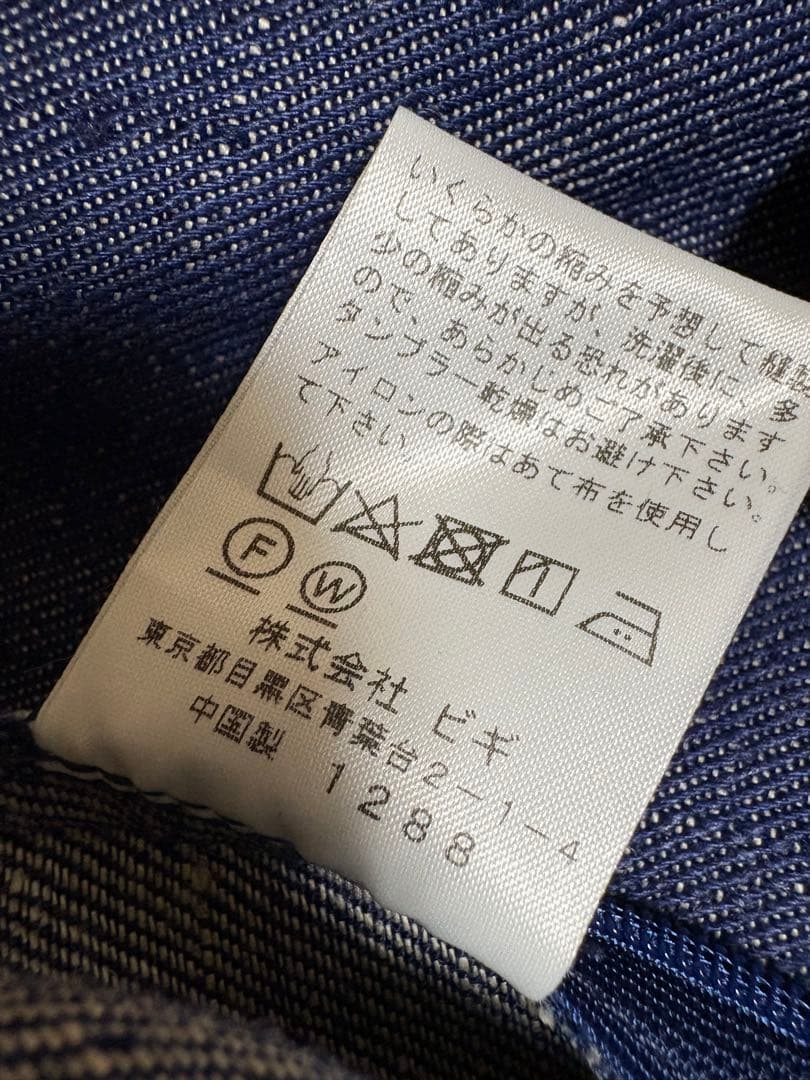 いくらかの縮みを予想して縫製
してありますが、洗濯後に、多
少の縮みが出る恐れがあります
ので、あらかじめご了承下さい。
タンブラー乾燥はお避け下さい。
アイロンの際はあて布を使用し
て下さい。
F W
株式会社 ビギ
東京都目黒区青葉台2-1-4
中国製 1288